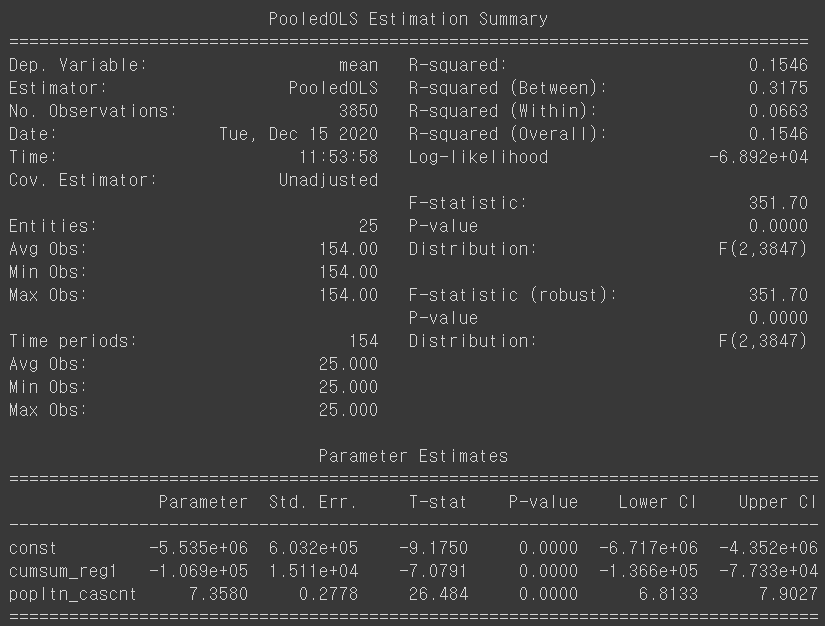 PooledOLS Estimation Summary
================================================================================
Dep. Variable: mean R-squared: 0.1546
Estimator: PooledOLS R-squared (Between): 0.3175
No. Observations: 3850 R-squared (Within): 0.0663
Date: Tue, Dec 15 2020 R-squared (Overall): 0.1546
Time: 11:53:58 Log-likelihood -6.892e+04
Cov. Estimator: Unadjusted
F-statistic: 351.70
Entities: 25 P-value 0.0000
Avg Obs: 154.00 Distribution: F(2,3847)
Min Obs: 154.00
Max Obs: 154.00 F-statistic (robust): 351.70
P-value 0.0000
Time periods: 154 Distribution: F(2,3847)
Avg Obs: 25.000
Min Obs: 25.000
Max Obs: 25.000
Parameter Estimates
=================================================================================
Parameter Std. Err. T-stat P-value Lower CI Upper CI
---------------------------------------------------------------------------------
const -5.535e+06 6.032e+05 -9.1750 0.0000 -6.717e+06 -4.352e+06
cumsum_reg1 -1.069e+05 1.511e+04 -7.0791 0.0000 -1.366e+05 -7.733e+04
popltn_cascnt 7.3580 0.2778 26.484 0.0000 6.8133 7.9027
=================================================================================